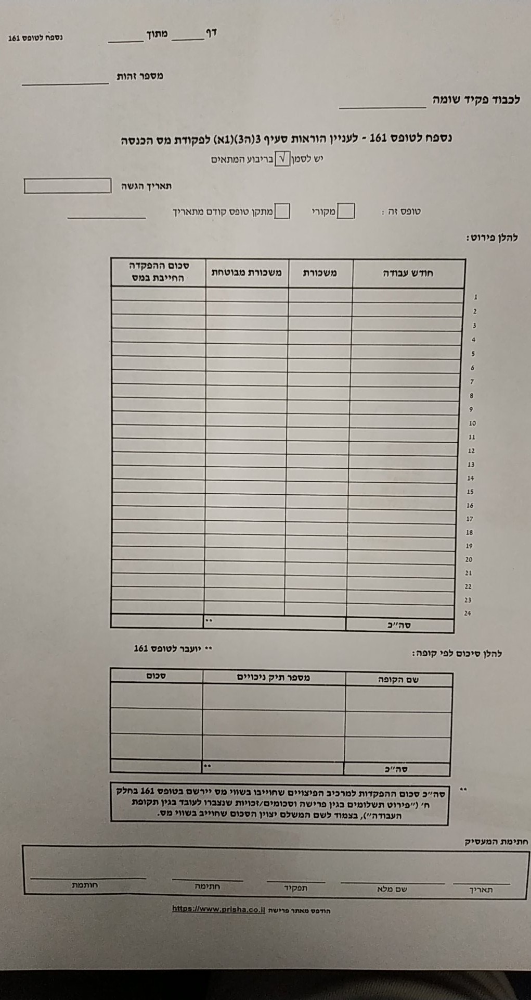 דף ______ מתוך ______ נספח לטופס 161
מספר זהות
לכבוד פקיד שומה
נספח לטופס 161 - לעניין הוראות סעיף 3(ה3)(1א) לפקודת מס הכנסה
יש לסמן √ בריבוע המתאים
תאריך הגשה
טופס זה : מקורי מתקן טופס קודם מתאריך
להלן פירוט:
חודש עבודה משכורת משכורת מבוטחת סכום ההפקדה החייבת במס
1
2
3
4
5
6
7
8
9
10
11
12
13
14
15
16
17
18
19
20
21
22
23
24
סה״כ **
** יועבר לטופס 161
להלן סיכום לפי קופה:
שם הקופה מספר תיק ניכויים סכום
סה״כ **
** סה״כ סכום ההפקדות למרכיב הפיצויים שחוייבו בשווי מס יירשם בטופס 161 בחלק
ח׳ (״פירוט תשלומים בגין פרישה וסכומים/זכויות שנצברו לעובד בגין תקופת
העבודה״), בצמוד לשם המשלם יצוין הסכום שחוייב בשווי מס.
חתימת המעסיק
תאריך שם מלא תפקיד חתימה חותמת
הודפס מאתר פרישה https://www.prisha.co.il